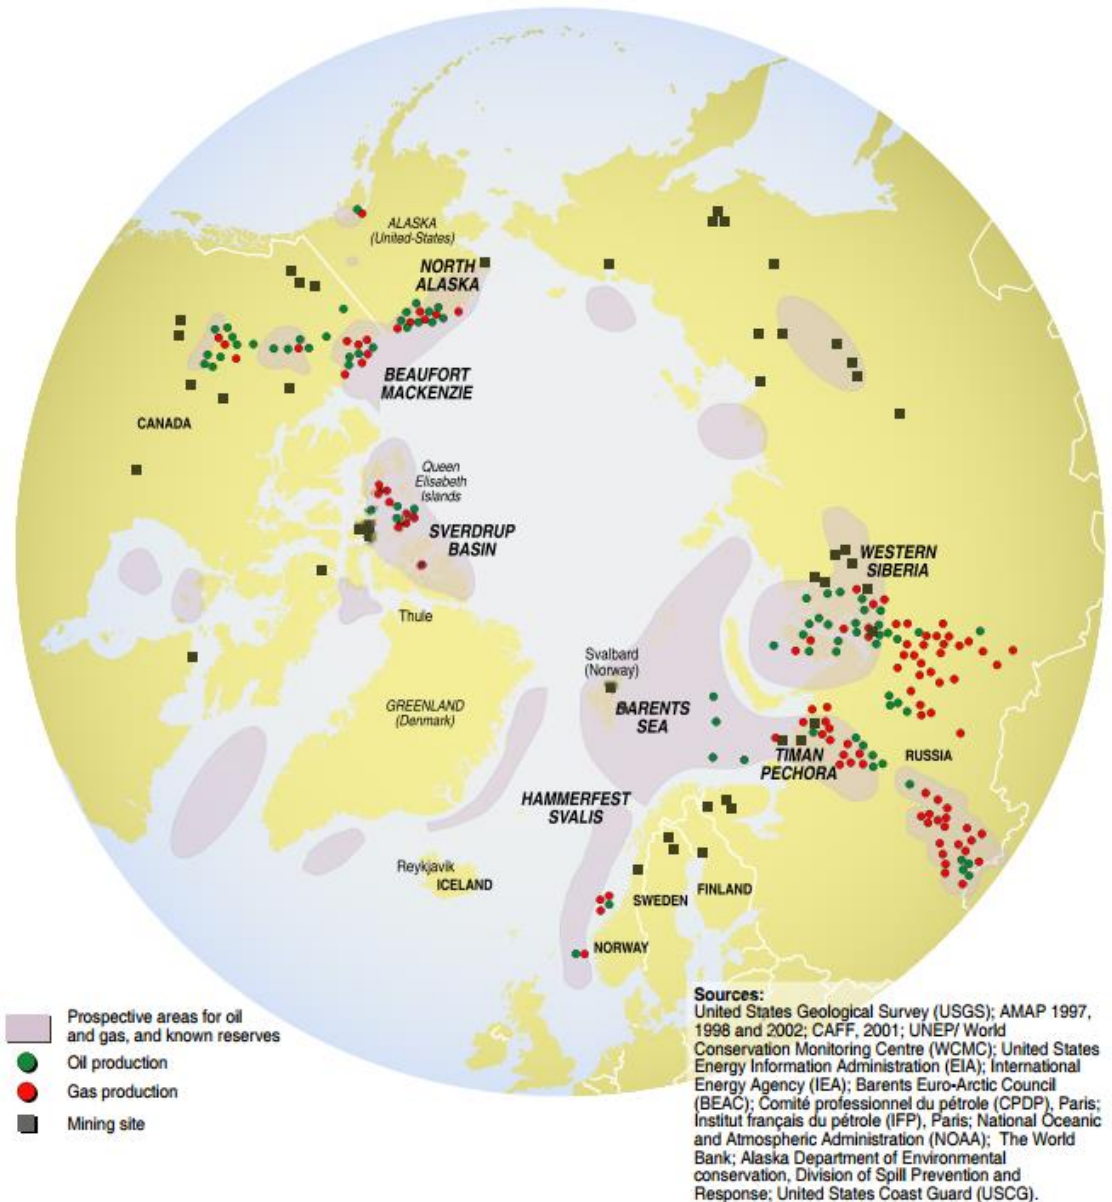 ALASKA
(United-States)
NORTH
ALASKA
BEAUFORT
MACKENZIE
CANADA
Queen
Elisabeth
Islands
SVERDRUP
BASIN
WESTERN
SIBERIA
Thule
Svalbard
(Norway)
GREENLAND
(Denmark)
BARENTS
SEA
TIMAN
PECHORA
RUSSIA
HAMMERFEST
SVALIS
Reykjavik
ICELAND
SWEDEN
FINLAND
NORWAY
Prospective areas for oil
and gas, and known reserves
Oil production
Gas production
Mining site
Sources:
United States Geological Survey (USGS); AMAP 1997,
1998 and 2002; CAFF, 2001; UNEP/ World
Conservation Monitoring Centre (WCMC); United States
Energy Information Administration (EIA); International
Energy Agency (IEA); Barents Euro-Arctic Council
(BEAC); Comité professionnel du pétrole (CPDP), Paris;
Institut français du pétrole (IFP), Paris; National Oceanic
and Atmospheric Administration (NOAA); The World
Bank; Alaska Department of Environmental
conservation, Division of Spill Prevention and
Response; United States Coast Guard (USCG).